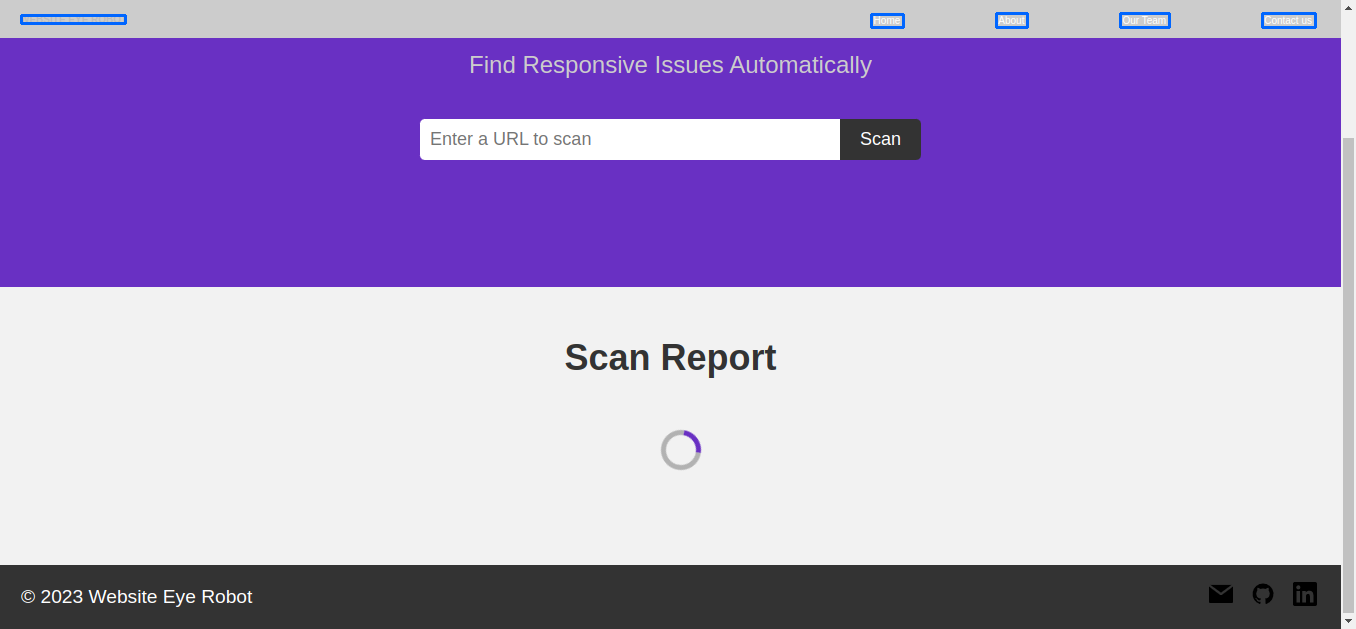 Home About Our Team Contact us
Find Responsive Issues Automatically
Enter a URL to scan Scan
Scan Report
© 2023 Website Eye Robot